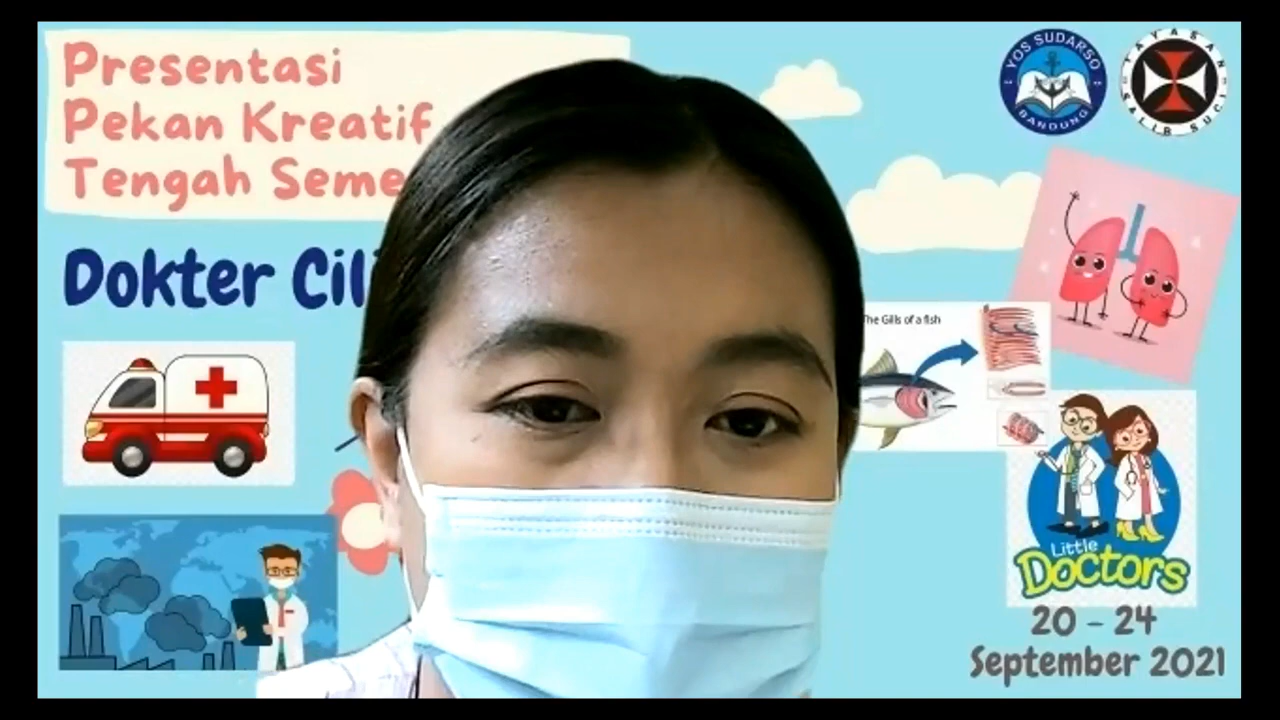 Presentasi
Pekan Kreatif
Tengah Seme
Dokter Cil
YOS SUDARSO
BANDUNG
YAYASAN
SALIB SUCI
The Gills of a fish
Little
Doctors
20 - 24
September 2021